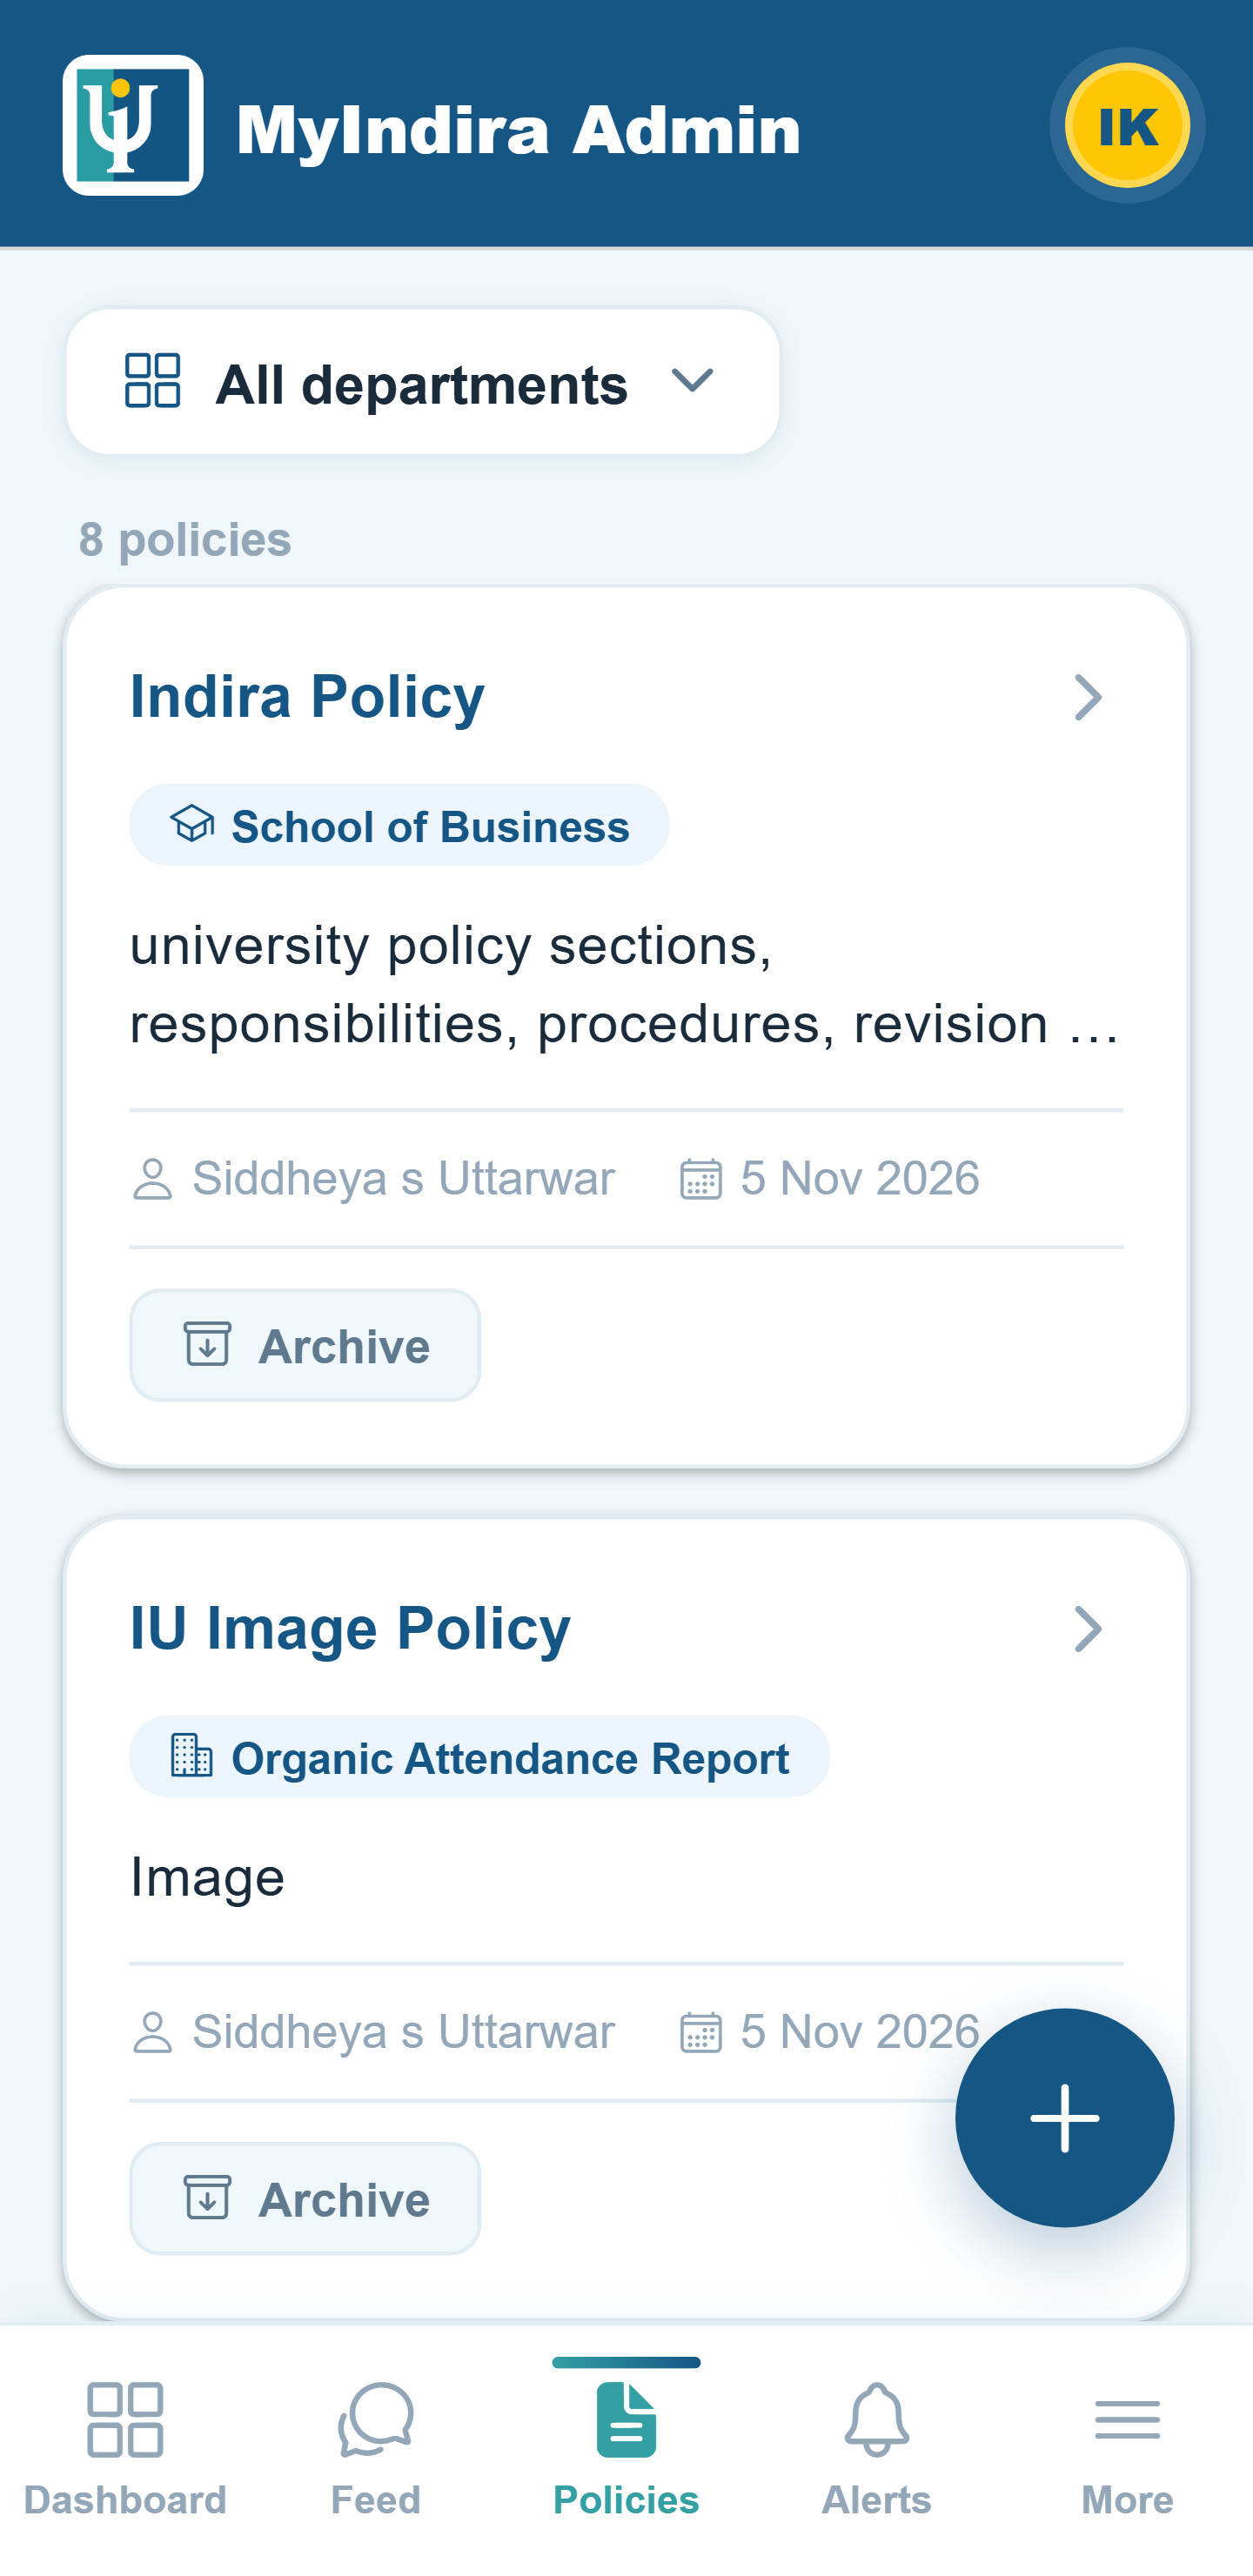 MyIndira Admin
IK
All departments
8 policies
Indira Policy
School of Business
university policy sections,
responsibilities, procedures, revision ...
Siddheya s Uttarwar
5 Nov 2026
Archive
IU Image Policy
Organic Attendance Report
Image
Siddheya s Uttarwar
5 Nov 2026
Archive
Dashboard
Feed
Policies
Alerts
More